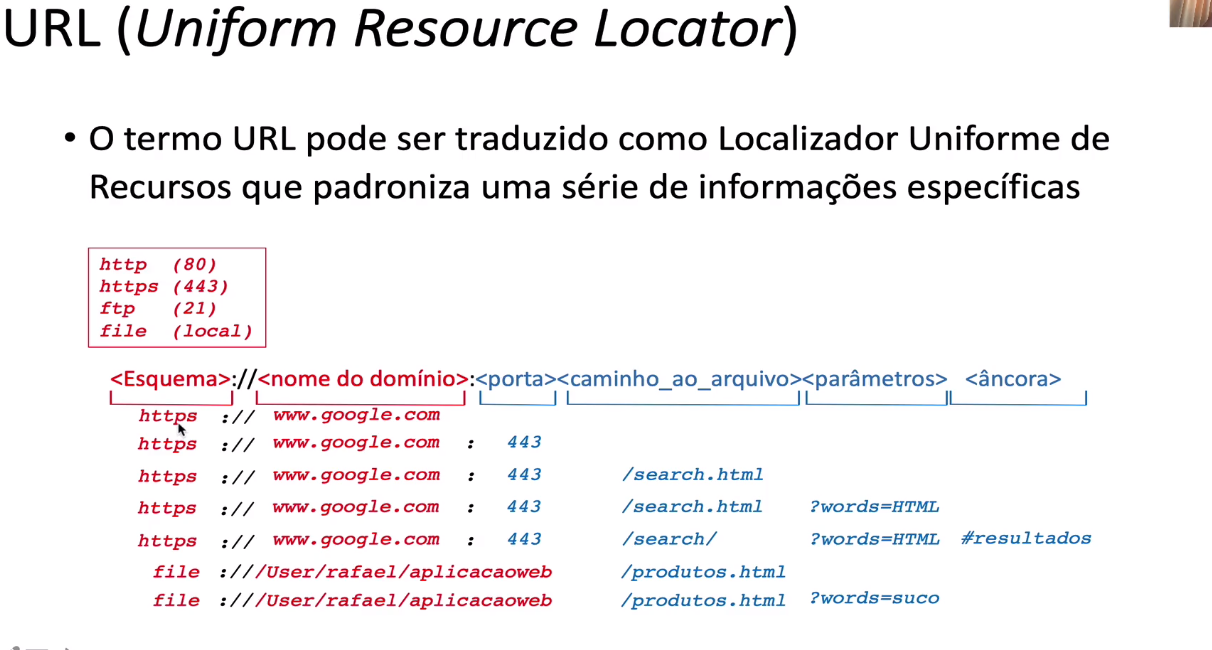 URL (Uniform Resource Locator)
• O termo URL pode ser traduzido como Localizador Uniforme de
Recursos que padroniza uma série de informações específicas
http (80)
https (443)
ftp (21)
file (local)
<Esquema>://<nome do domínio>:<porta><caminho_ao_arquivo><parâmetros> <âncora>
https :// www.google.com
https :// www.google.com : 443
https :// www.google.com : 443 /search.html
https :// www.google.com : 443 /search.html ?words=HTML
https :// www.google.com : 443 /search/ ?words=HTML #resultados
file :///User/rafael/aplicacaoweb /produtos.html
file :///User/rafael/aplicacaoweb /produtos.html ?words=suco